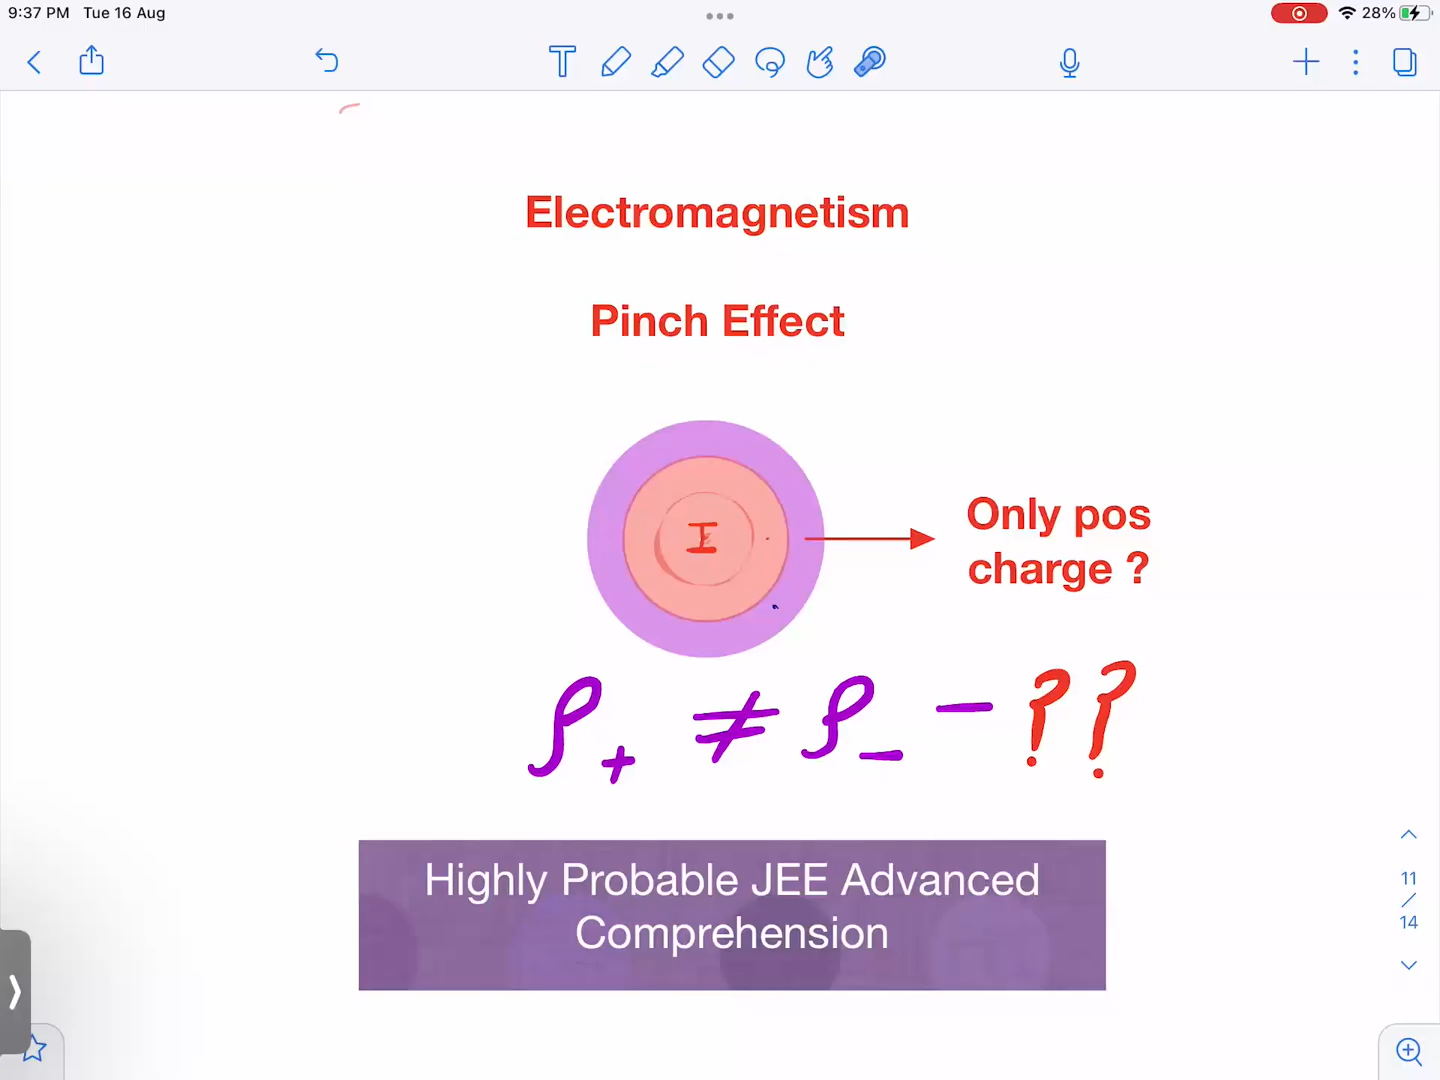 9:37 PM Tue 16 Aug
28%
Electromagnetism
Pinch Effect
I
Only pos
charge ?
ρ₊ ≠ ρ₋ – ??
Highly Probable JEE Advanced
Comprehension
11
/
14